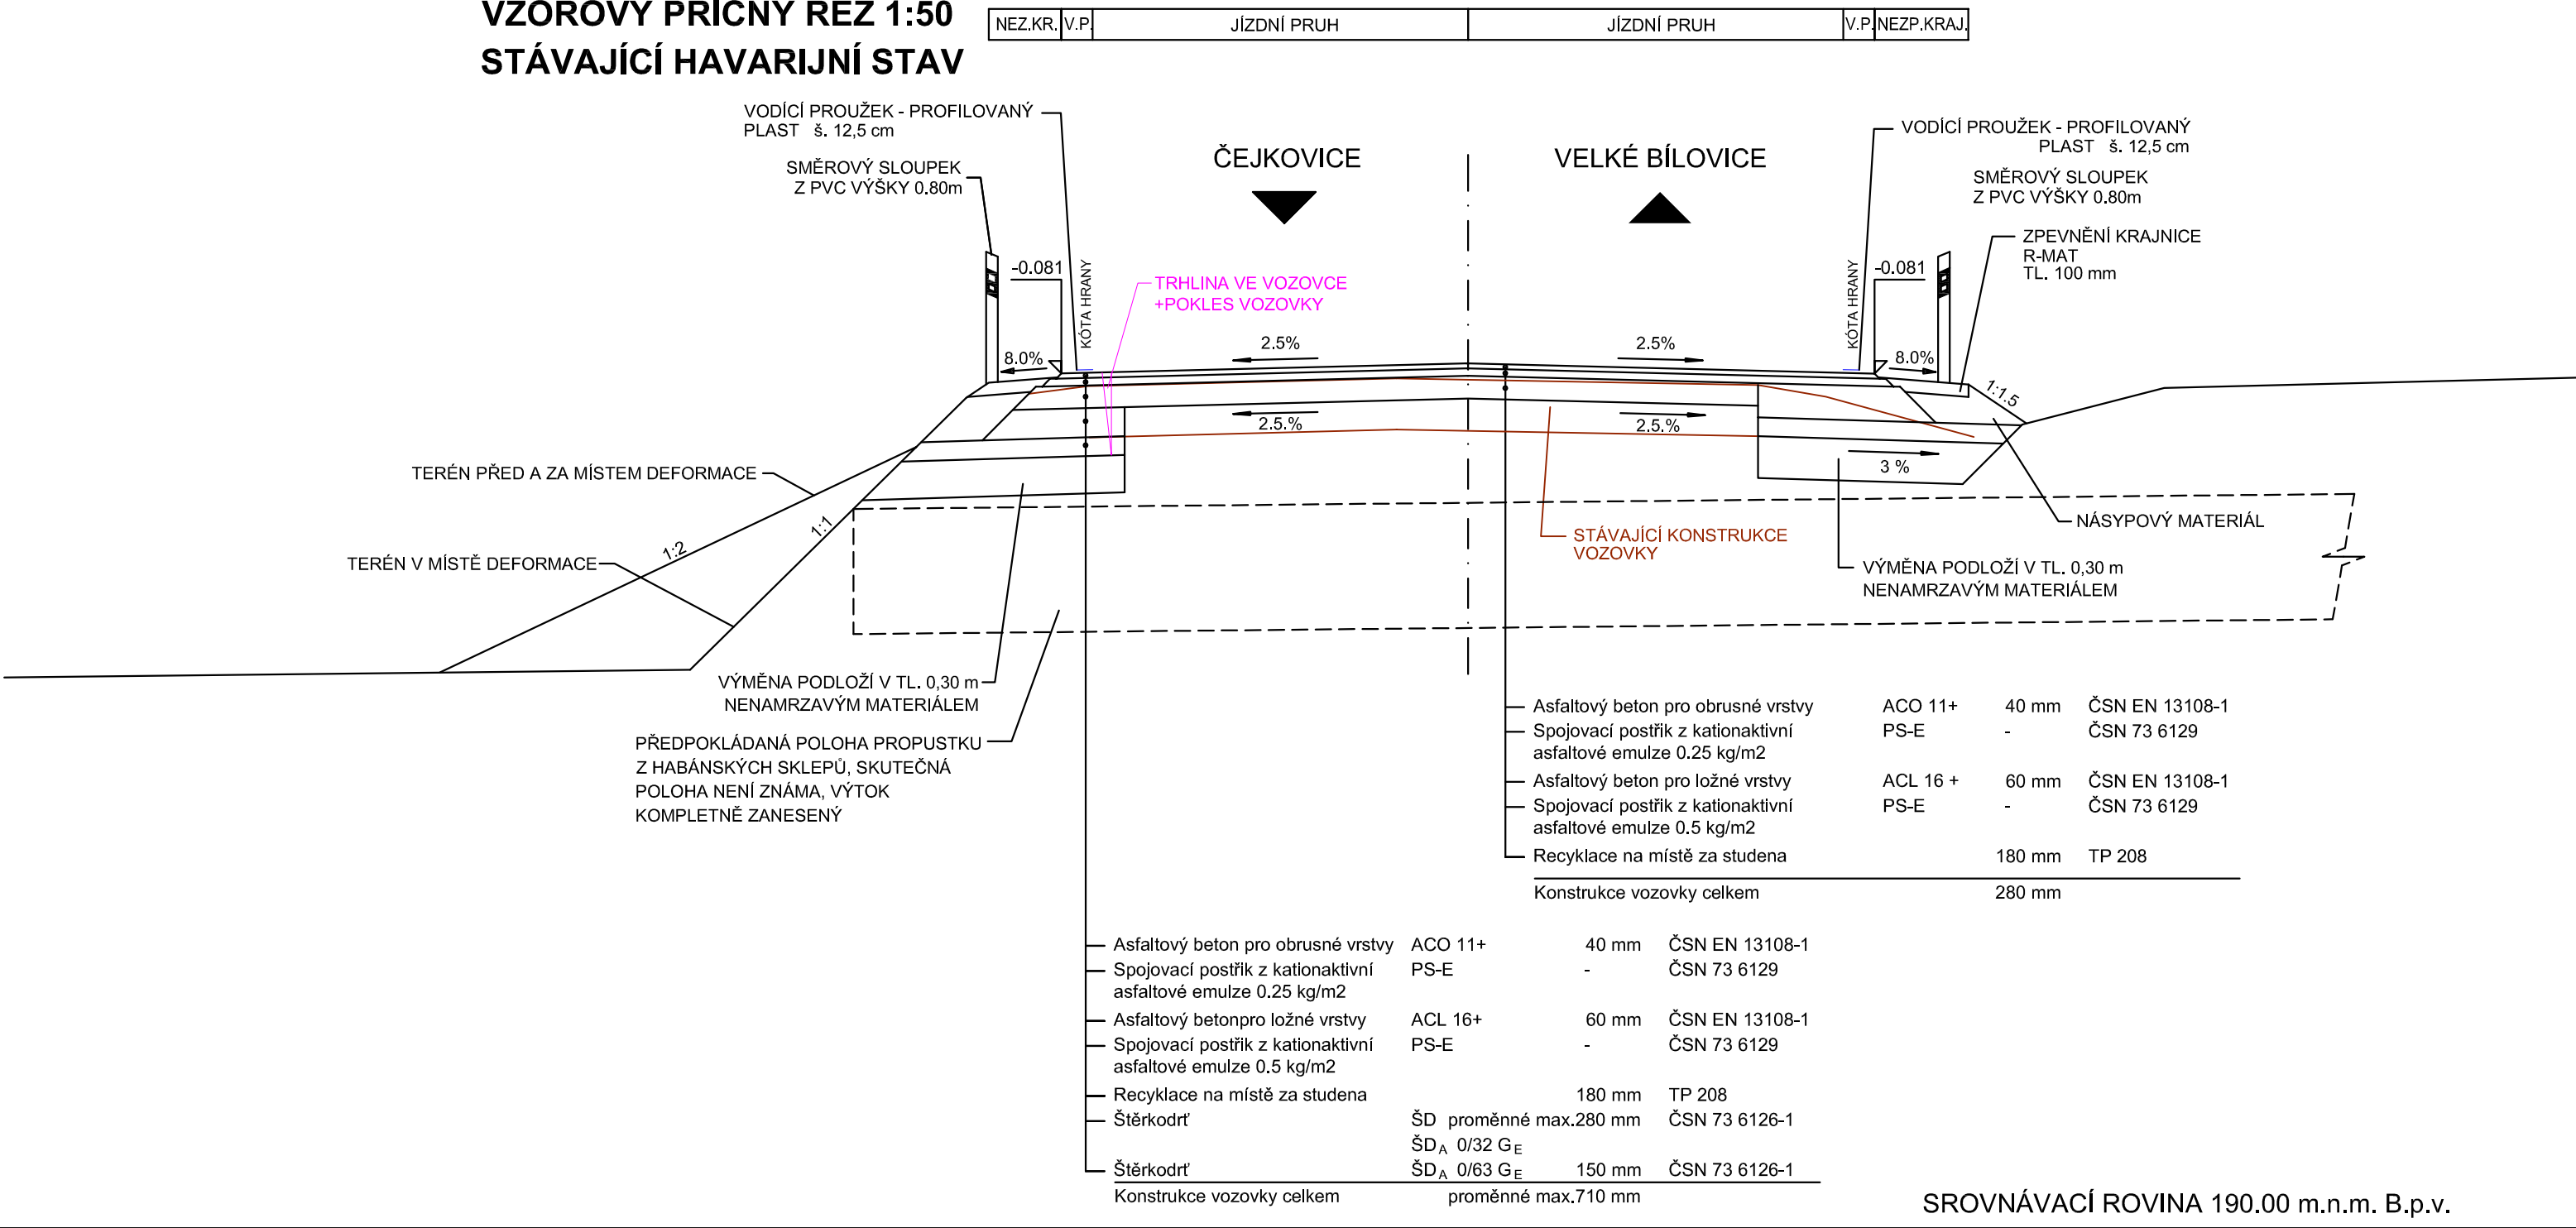 VZOROVÝ PŘÍČNÝ ŘEZ 1:50
STÁVAJÍCÍ HAVARIJNÍ STAV
NEZ.KR. V.P. JÍZDNÍ PRUH JÍZDNÍ PRUH V.P. NEZP.KRAJ.
VODÍCÍ PROUŽEK - PROFILOVANÝ
PLAST š. 12,5 cm
SMĚROVÝ SLOUPEK
Z PVC VÝŠKY 0.80m
ČEJKOVICE
VELKÉ BÍLOVICE
VODÍCÍ PROUŽEK - PROFILOVANÝ
PLAST š. 12,5 cm
SMĚROVÝ SLOUPEK
Z PVC VÝŠKY 0.80m
ZPEVNĚNÍ KRAJNICE
R-MAT
TL. 100 mm
-0.081
KÓTA HRANY
TRHLINA VE VOZOVCE
+POKLES VOZOVKY
KÓTA HRANY
-0.081
8.0%
2.5%
2.5%
8.0%
1:1.5
2.5.%
2.5.%
3 %
TERÉN PŘED A ZA MÍSTEM DEFORMACE
1:2
1:1
TERÉN V MÍSTĚ DEFORMACE
STÁVAJÍCÍ KONSTRUKCE
VOZOVKY
NÁSYPOVÝ MATERIÁL
VÝMĚNA PODLOŽÍ V TL. 0,30 m
NENAMRZAVÝM MATERIÁLEM
VÝMĚNA PODLOŽÍ V TL. 0,30 m
NENAMRZAVÝM MATERIÁLEM
PŘEDPOKLÁDANÁ POLOHA PROPUSTKU
Z HABÁNSKÝCH SKLEPŮ, SKUTEČNÁ
POLOHA NENÍ ZNÁMA, VÝTOK
KOMPLETNĚ ZANESENÝ
Asfaltový beton pro obrusné vrstvy ACO 11+ 40 mm ČSN EN 13108-1
Spojovací postřik z kationaktivní PS-E - ČSN 73 6129
asfaltové emulze 0.25 kg/m2
Asfaltový beton pro ložné vrstvy ACL 16 + 60 mm ČSN EN 13108-1
Spojovací postřik z kationaktivní PS-E - ČSN 73 6129
asfaltové emulze 0.5 kg/m2
Recyklace na místě za studena 180 mm TP 208
Konstrukce vozovky celkem 280 mm
Asfaltový beton pro obrusné vrstvy ACO 11+ 40 mm ČSN EN 13108-1
Spojovací postřik z kationaktivní PS-E - ČSN 73 6129
asfaltové emulze 0.25 kg/m2
Asfaltový betonpro ložné vrstvy ACL 16+ 60 mm ČSN EN 13108-1
Spojovací postřik z kationaktivní PS-E - ČSN 73 6129
asfaltové emulze 0.5 kg/m2
Recyklace na místě za studena 180 mm TP 208
Štěrkodrť ŠD proměnné max.280 mm ČSN 73 6126-1
ŠDA 0/32 GE
Štěrkodrť ŠDA 0/63 GE 150 mm ČSN 73 6126-1
Konstrukce vozovky celkem proměnné max.710 mm
SROVNÁVACÍ ROVINA 190.00 m.n.m. B.p.v.